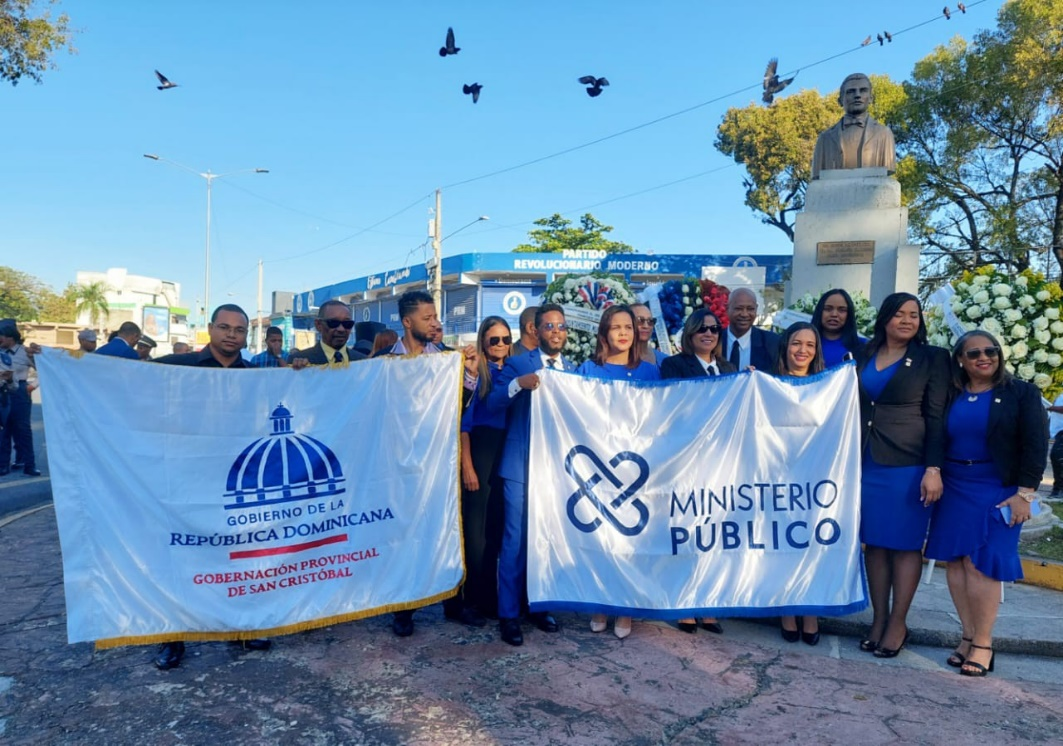 PARTIDO
REVOLUCIONARIO MODERNO
GOBIERNO DE LA
REPÚBLICA DOMINICANA
GOBERNACIÓN PROVINCIAL
DE SAN CRISTÓBAL
MINISTERIO
PÚBLICO